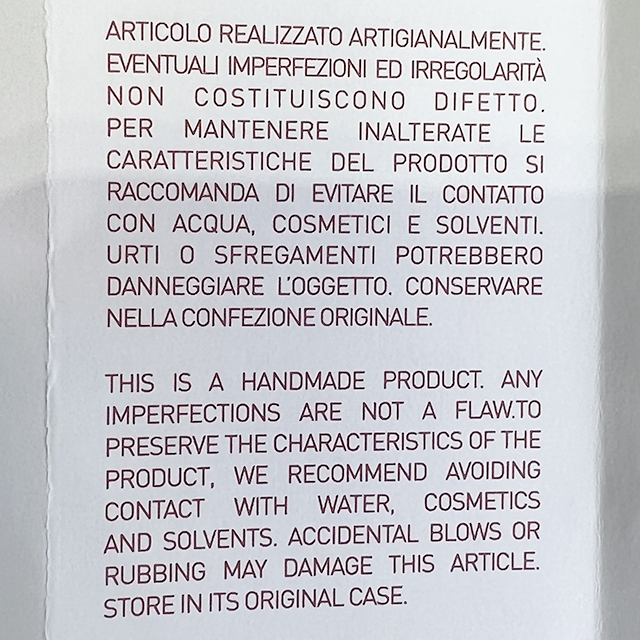 ARTICOLO REALIZZATO ARTIGIANALMENTE.
EVENTUALI IMPERFEZIONI ED IRREGOLARITÀ
NON COSTITUISCONO DIFETTO.
PER MANTENERE INALTERATE LE
CARATTERISTICHE DEL PRODOTTO SI
RACCOMANDA DI EVITARE IL CONTATTO
CON ACQUA, COSMETICI E SOLVENTI.
URTI O SFREGAMENTI POTREBBERO
DANNEGGIARE L'OGGETTO. CONSERVARE
NELLA CONFEZIONE ORIGINALE.
THIS IS A HANDMADE PRODUCT. ANY
IMPERFECTIONS ARE NOT A FLAW.TO
PRESERVE THE CHARACTERISTICS OF THE
PRODUCT, WE RECOMMEND AVOIDING
CONTACT WITH WATER, COSMETICS
AND SOLVENTS. ACCIDENTAL BLOWS OR
RUBBING MAY DAMAGE THIS ARTICLE.
STORE IN ITS ORIGINAL CASE.